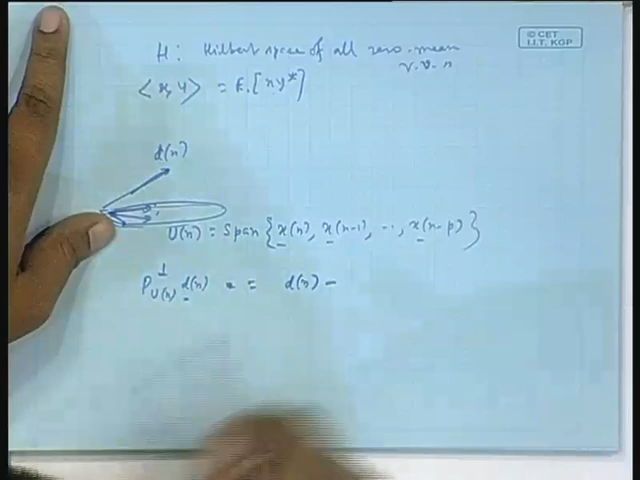 © CET
I.I.T. KGP
H : Hilbert space of all zero-mean
r.v.'s
<x, y> = E.[xy*]
d(n)
U(n) = Span {x(n), x(n-1), .., x(n-p)}
P⊥U(n) d(n) = d(n) -